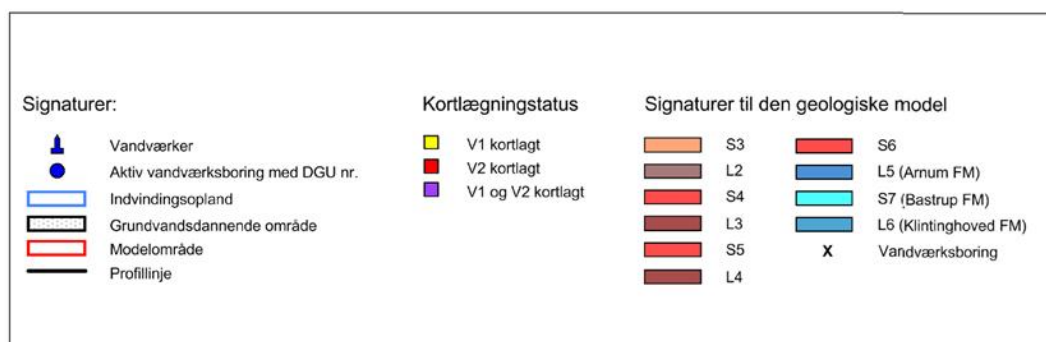 Signaturer:
Vandværker
Aktiv vandværksboring med DGU nr.
Indvindingsopland
Grundvandsdannende område
Modelområde
Profillinje
Kortlægningstatus
V1 kortlagt
V2 kortlagt
V1 og V2 kortlagt
Signaturer til den geologiske model
S3
L2
S4
L3
S5
L4
S6
L5 (Arnum FM)
S7 (Bastrup FM)
L6 (Klintinghoved FM)
X Vandværksboring